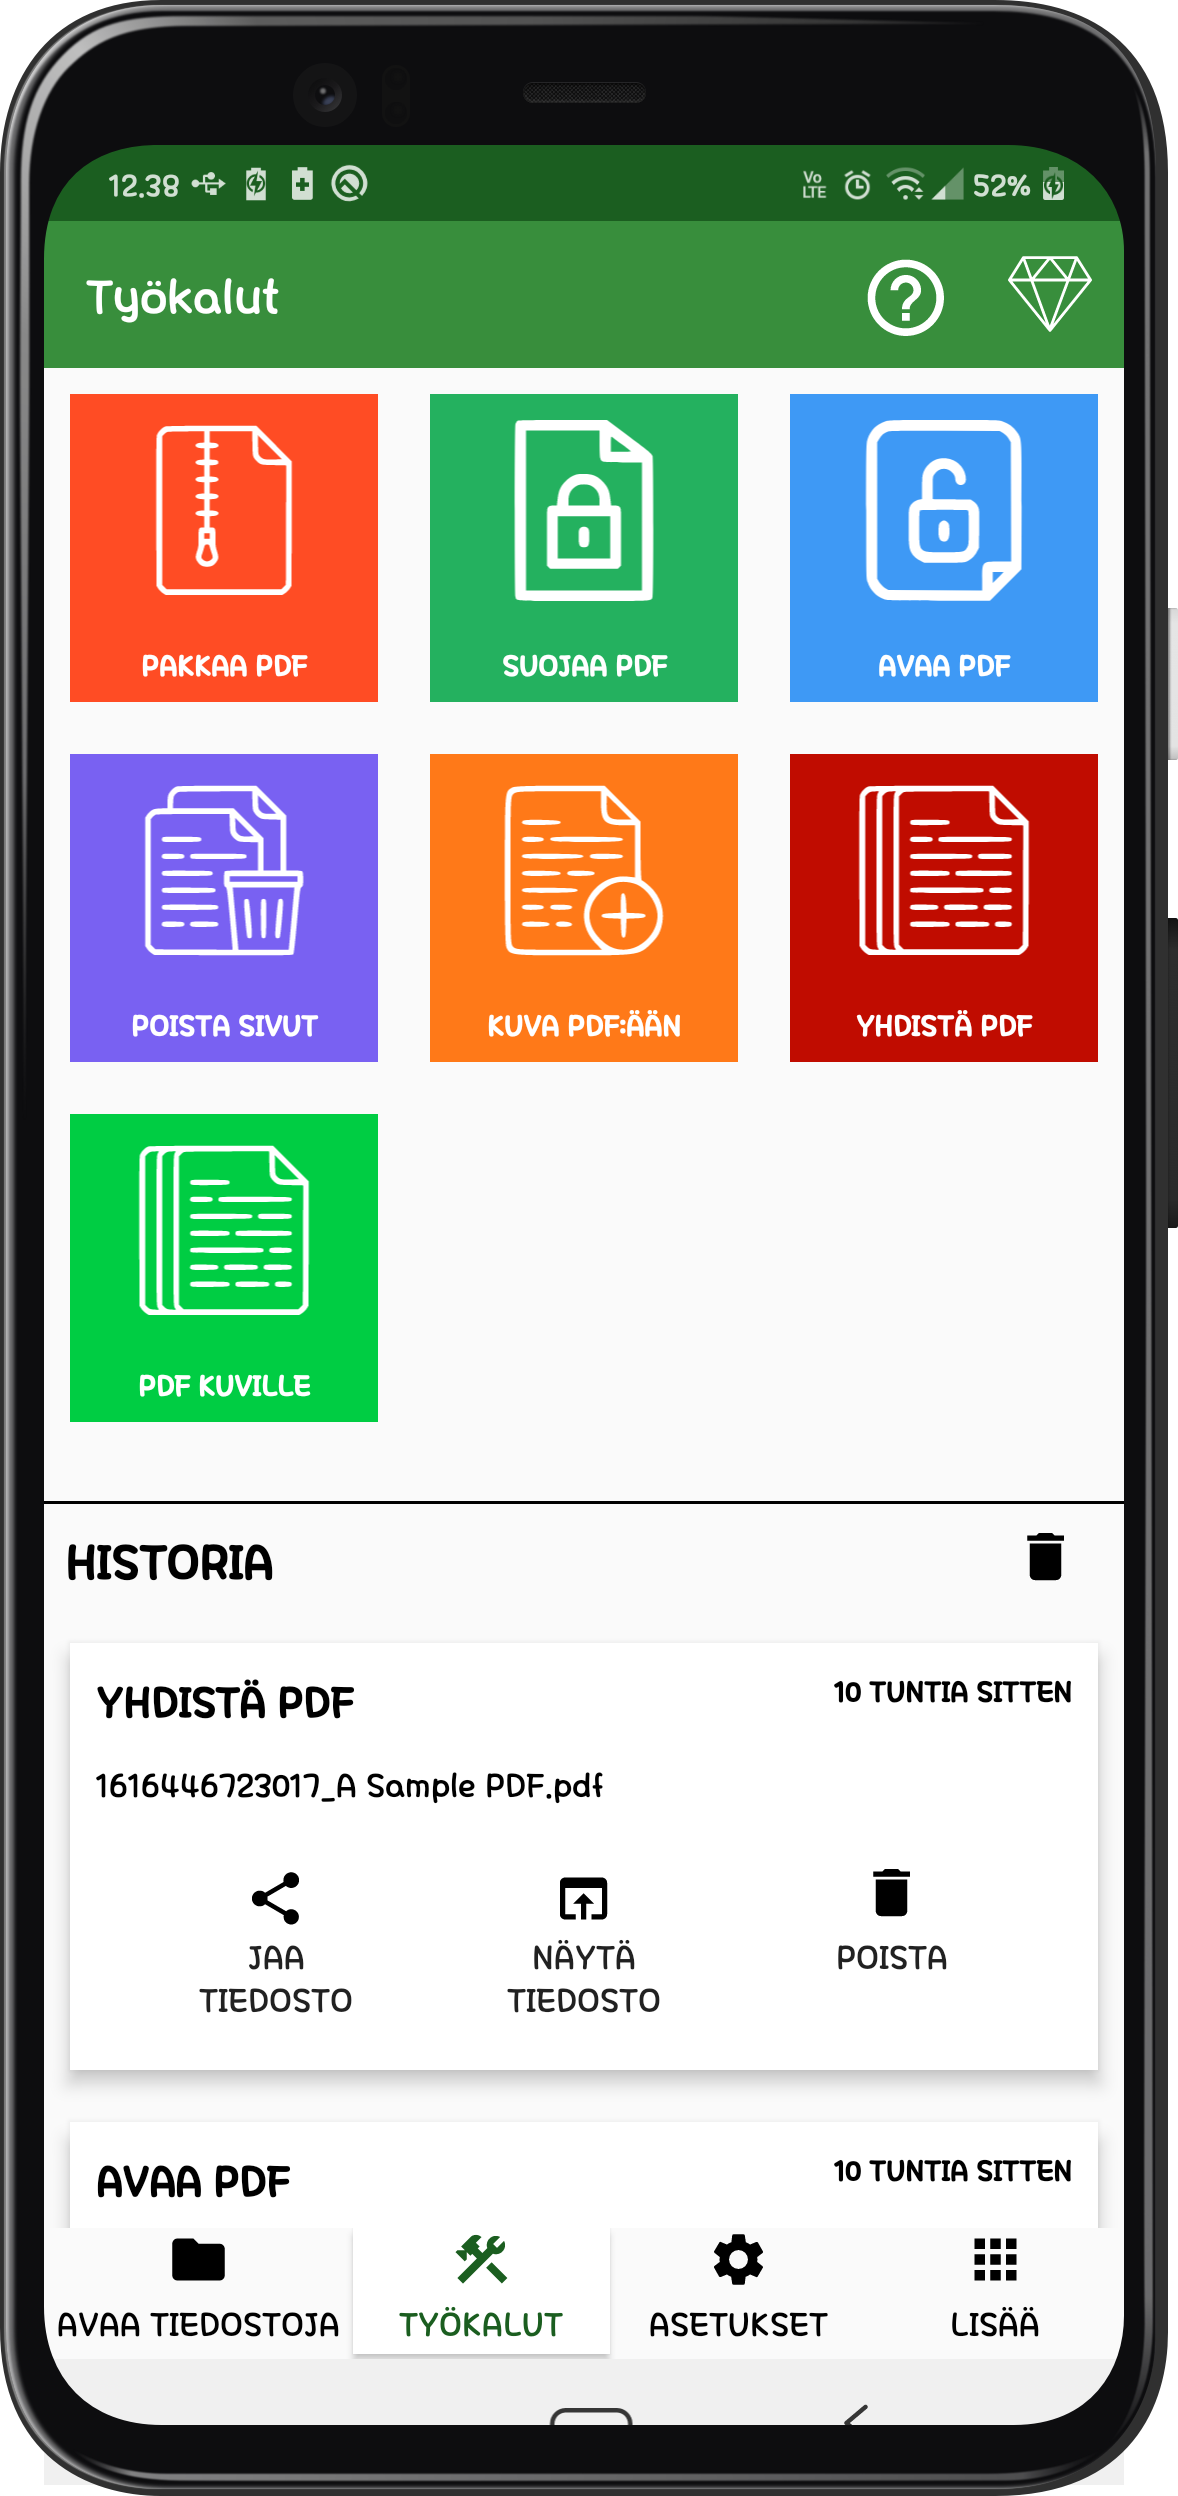 12.38
Vo LTE
52%
Työkalut
PAKKAA PDF
SUOJAA PDF
AVAA PDF
POISTA SIVUT
KUVA PDF:ÄÄN
YHDISTÄ PDF
PDF KUVILLE
HISTORIA
YHDISTÄ PDF
10 TUNTIA SITTEN
1616446723017_A Sample PDF.pdf
JAA
TIEDOSTO
NÄYTÄ
TIEDOSTO
POISTA
AVAA PDF
10 TUNTIA SITTEN
AVAA TIEDOSTOJA
TYÖKALUT
ASETUKSET
LISÄÄ